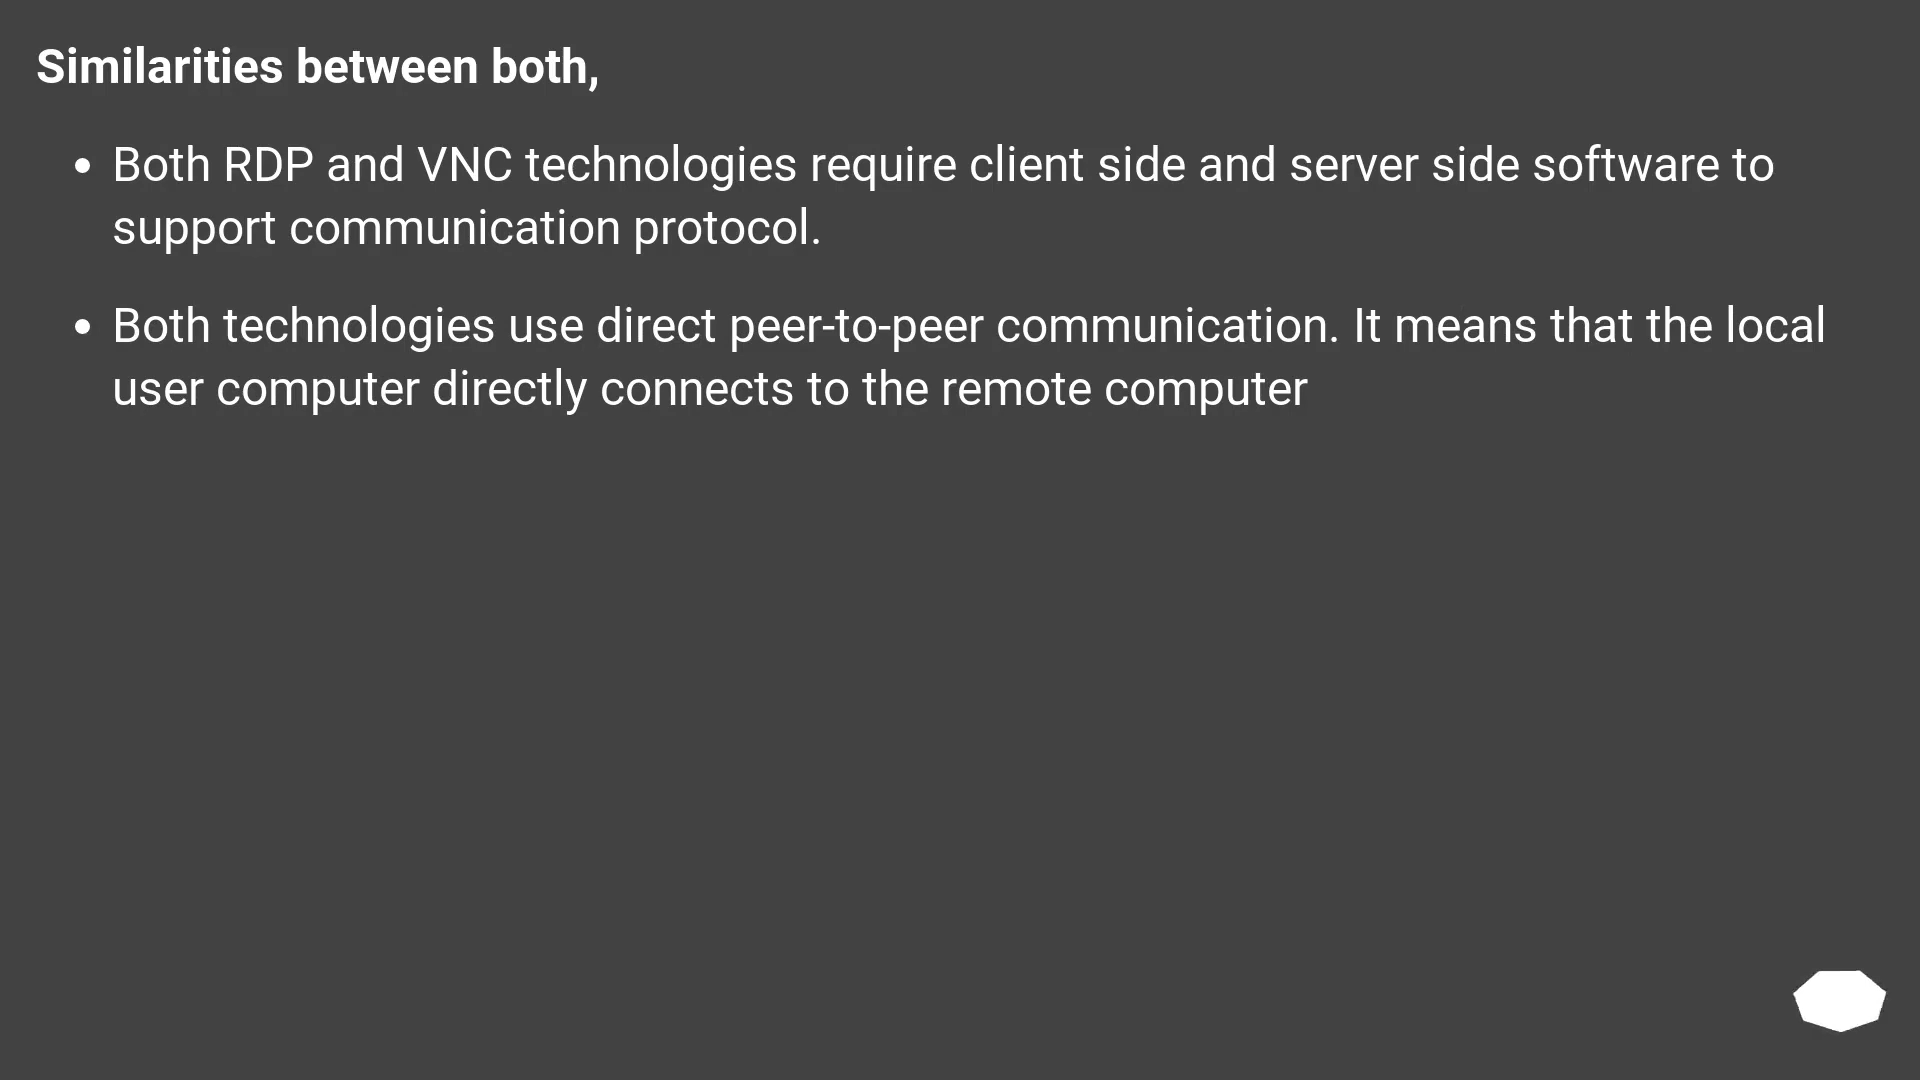 Similarities between both,
Both RDP and VNC technologies require client side and server side software to
support communication protocol.
Both technologies use direct peer-to-peer communication. It means that the local
user computer directly connects to the remote computer